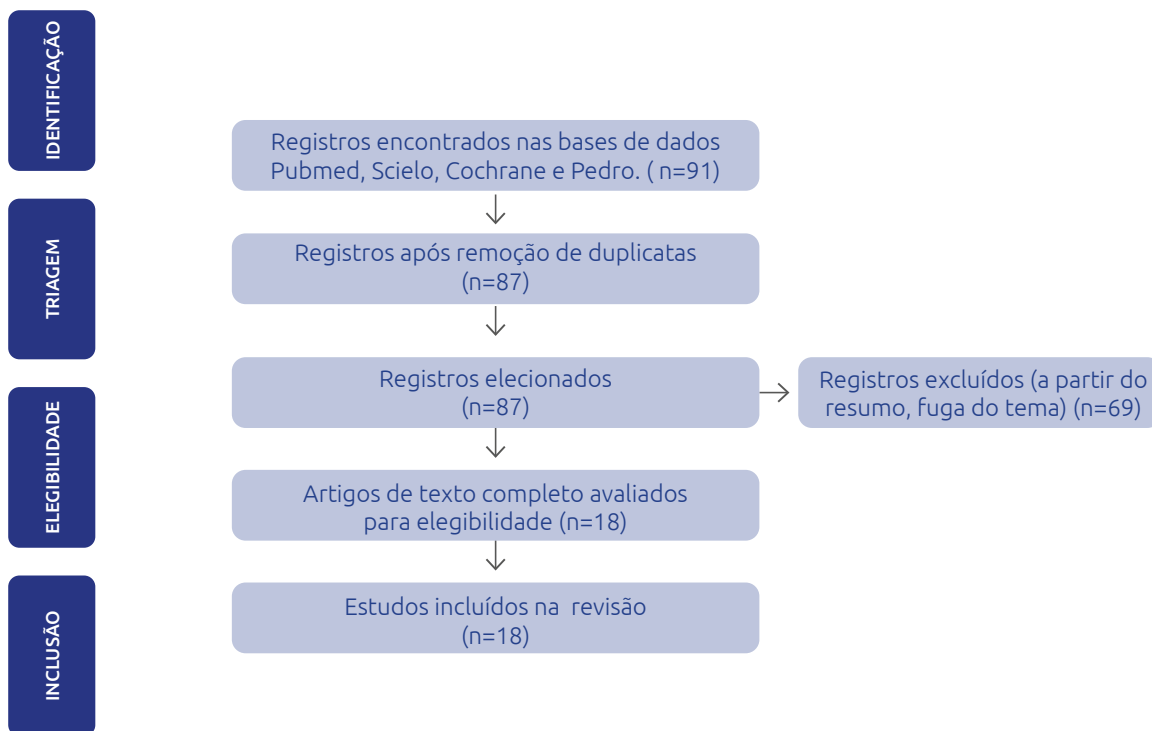 IDENTIFICAÇÃO
Registros encontrados nas bases de dados
Pubmed, Scielo, Cochrane e Pedro. ( n=91)
TRIAGEM
Registros após remoção de duplicatas
(n=87)
Registros elecionados
(n=87)
Registros excluídos (a partir do
resumo, fuga do tema) (n=69)
ELEGIBILIDADE
Artigos de texto completo avaliados
para elegibilidade (n=18)
INCLUSÃO
Estudos incluídos na revisão
(n=18)